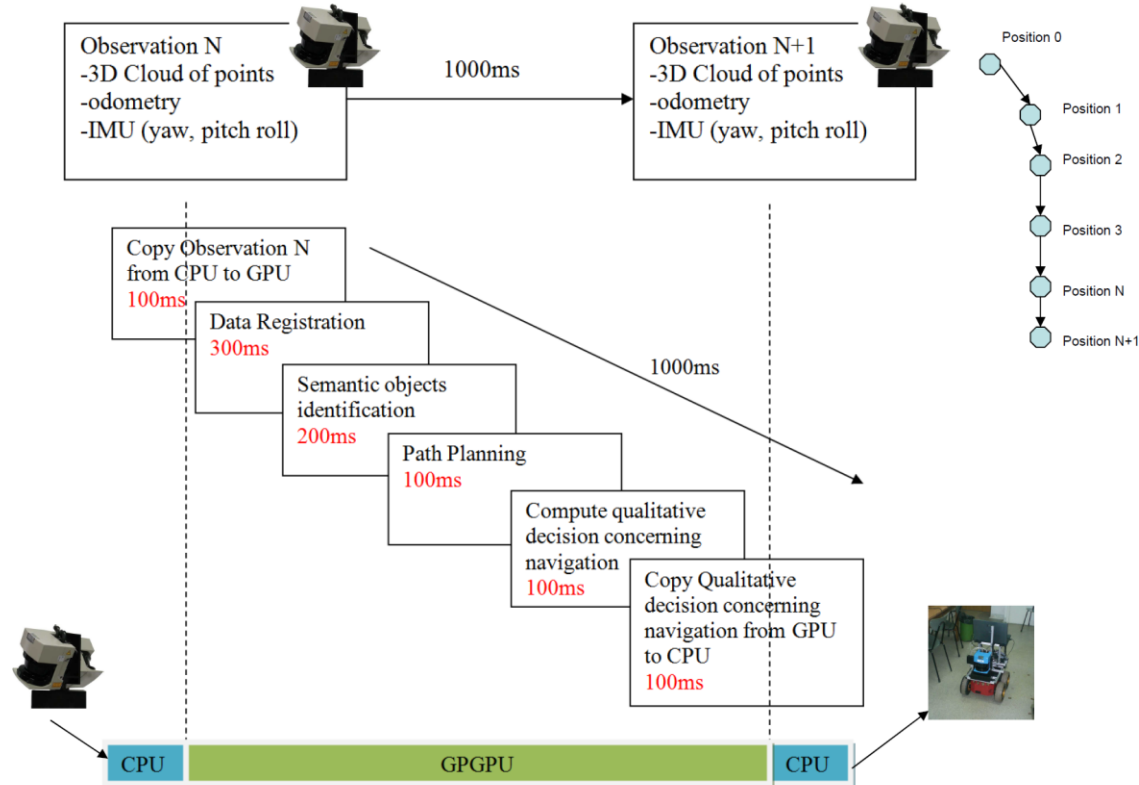 Observation N
-3D Cloud of points
-odometry
-IMU (yaw, pitch roll)
1000ms
Observation N+1
-3D Cloud of points
-odometry
-IMU (yaw, pitch roll)
Position 0
Position 1
Position 2
Position 3
Position N
Position N+1
Copy Observation N
from CPU to GPU
100ms
Data Registration
300ms
Semantic objects
identification
200ms
Path Planning
100ms
Compute qualitative
decision concerning
navigation
100ms
Copy Qualitative
decision concerning
navigation from GPU
to CPU
100ms
1000ms
CPU
GPGPU
CPU